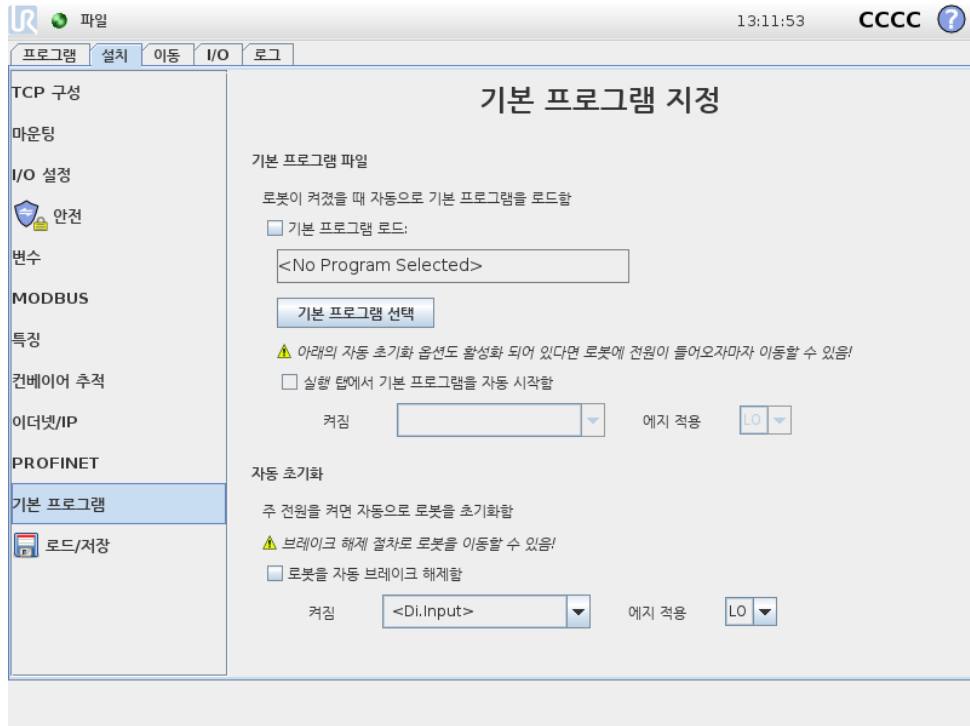 UR 파일 13:11:53 CCCC ?
프로그램 설치 이동 I/O 로그
TCP 구성
마운팅
I/O 설정
안전
변수
MODBUS
특징
컨베이어 추적
이더넷/IP
PROFINET
기본 프로그램
로드/저장
기본 프로그램 지정
기본 프로그램 파일
로봇이 켜졌을 때 자동으로 기본 프로그램을 로드함
기본 프로그램 로드:
<No Program Selected>
기본 프로그램 선택
아래의 자동 초기화 옵션도 활성화 되어 있다면 로봇에 전원이 들어오자마자 이동할 수 있음!
실행 탭에서 기본 프로그램을 자동 시작함
켜짐 에지 적용 LO
자동 초기화
주 전원을 켜면 자동으로 로봇을 초기화함
브레이크 해제 절차로 로봇을 이동할 수 있음!
로봇을 자동 브레이크 해제함
켜짐 <Di.Input> 에지 적용 LO